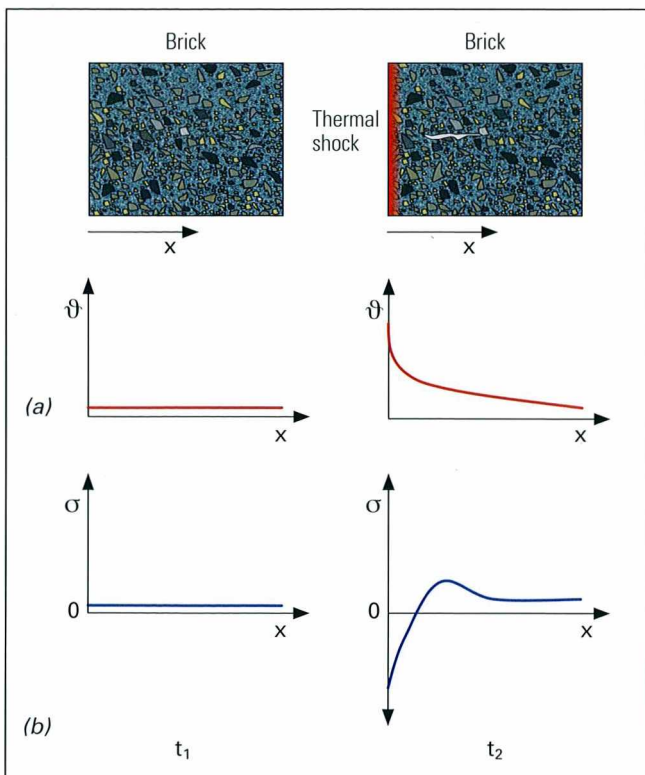 Brick
Brick
Thermal
shock
x
x
ϑ
ϑ
(a)
x
x
σ
σ
0
0
x
x
(b)
t₁
t₂